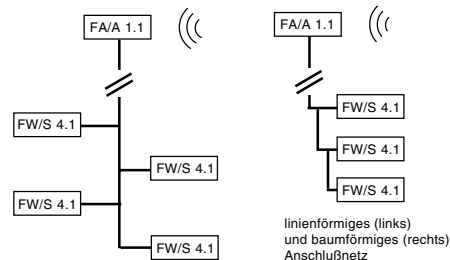 FA/A 1.1
FA/A 1.1
FW/S 4.1
FW/S 4.1
FW/S 4.1
FW/S 4.1
FW/S 4.1
FW/S 4.1
FW/S 4.1
linienförmiges (links)
und baumförmiges (rechts)
Anschlußnetz